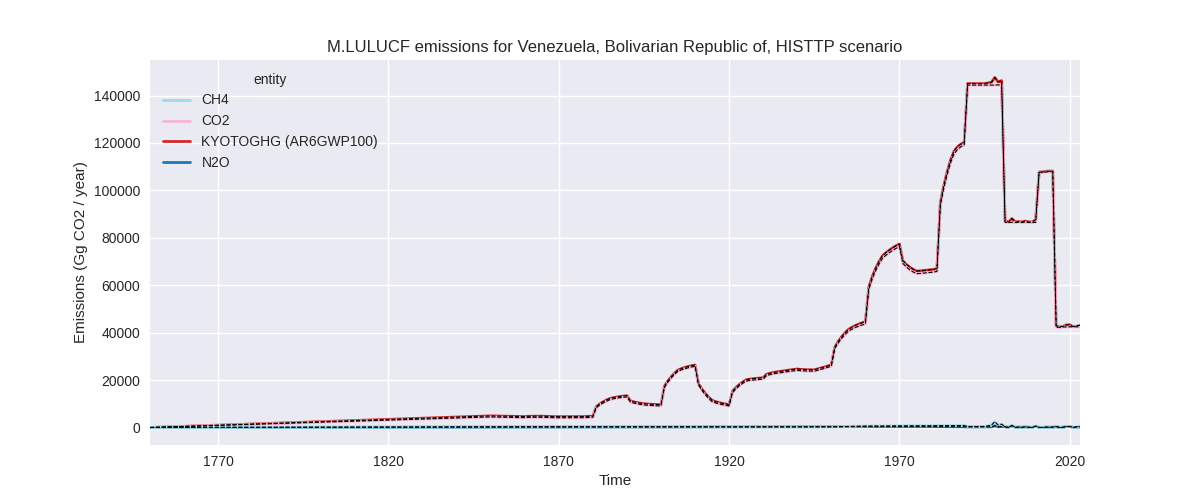 M.LULUCF emissions for Venezuela, Bolivarian Republic of, HISTTP scenario
entity
CH4
CO2
KYOTOGHG (AR6GWP100)
N2O
Emissions (Gg CO2 / year)
140000
120000
100000
80000
60000
40000
20000
0
1770
1820
1870
1920
1970
2020
Time